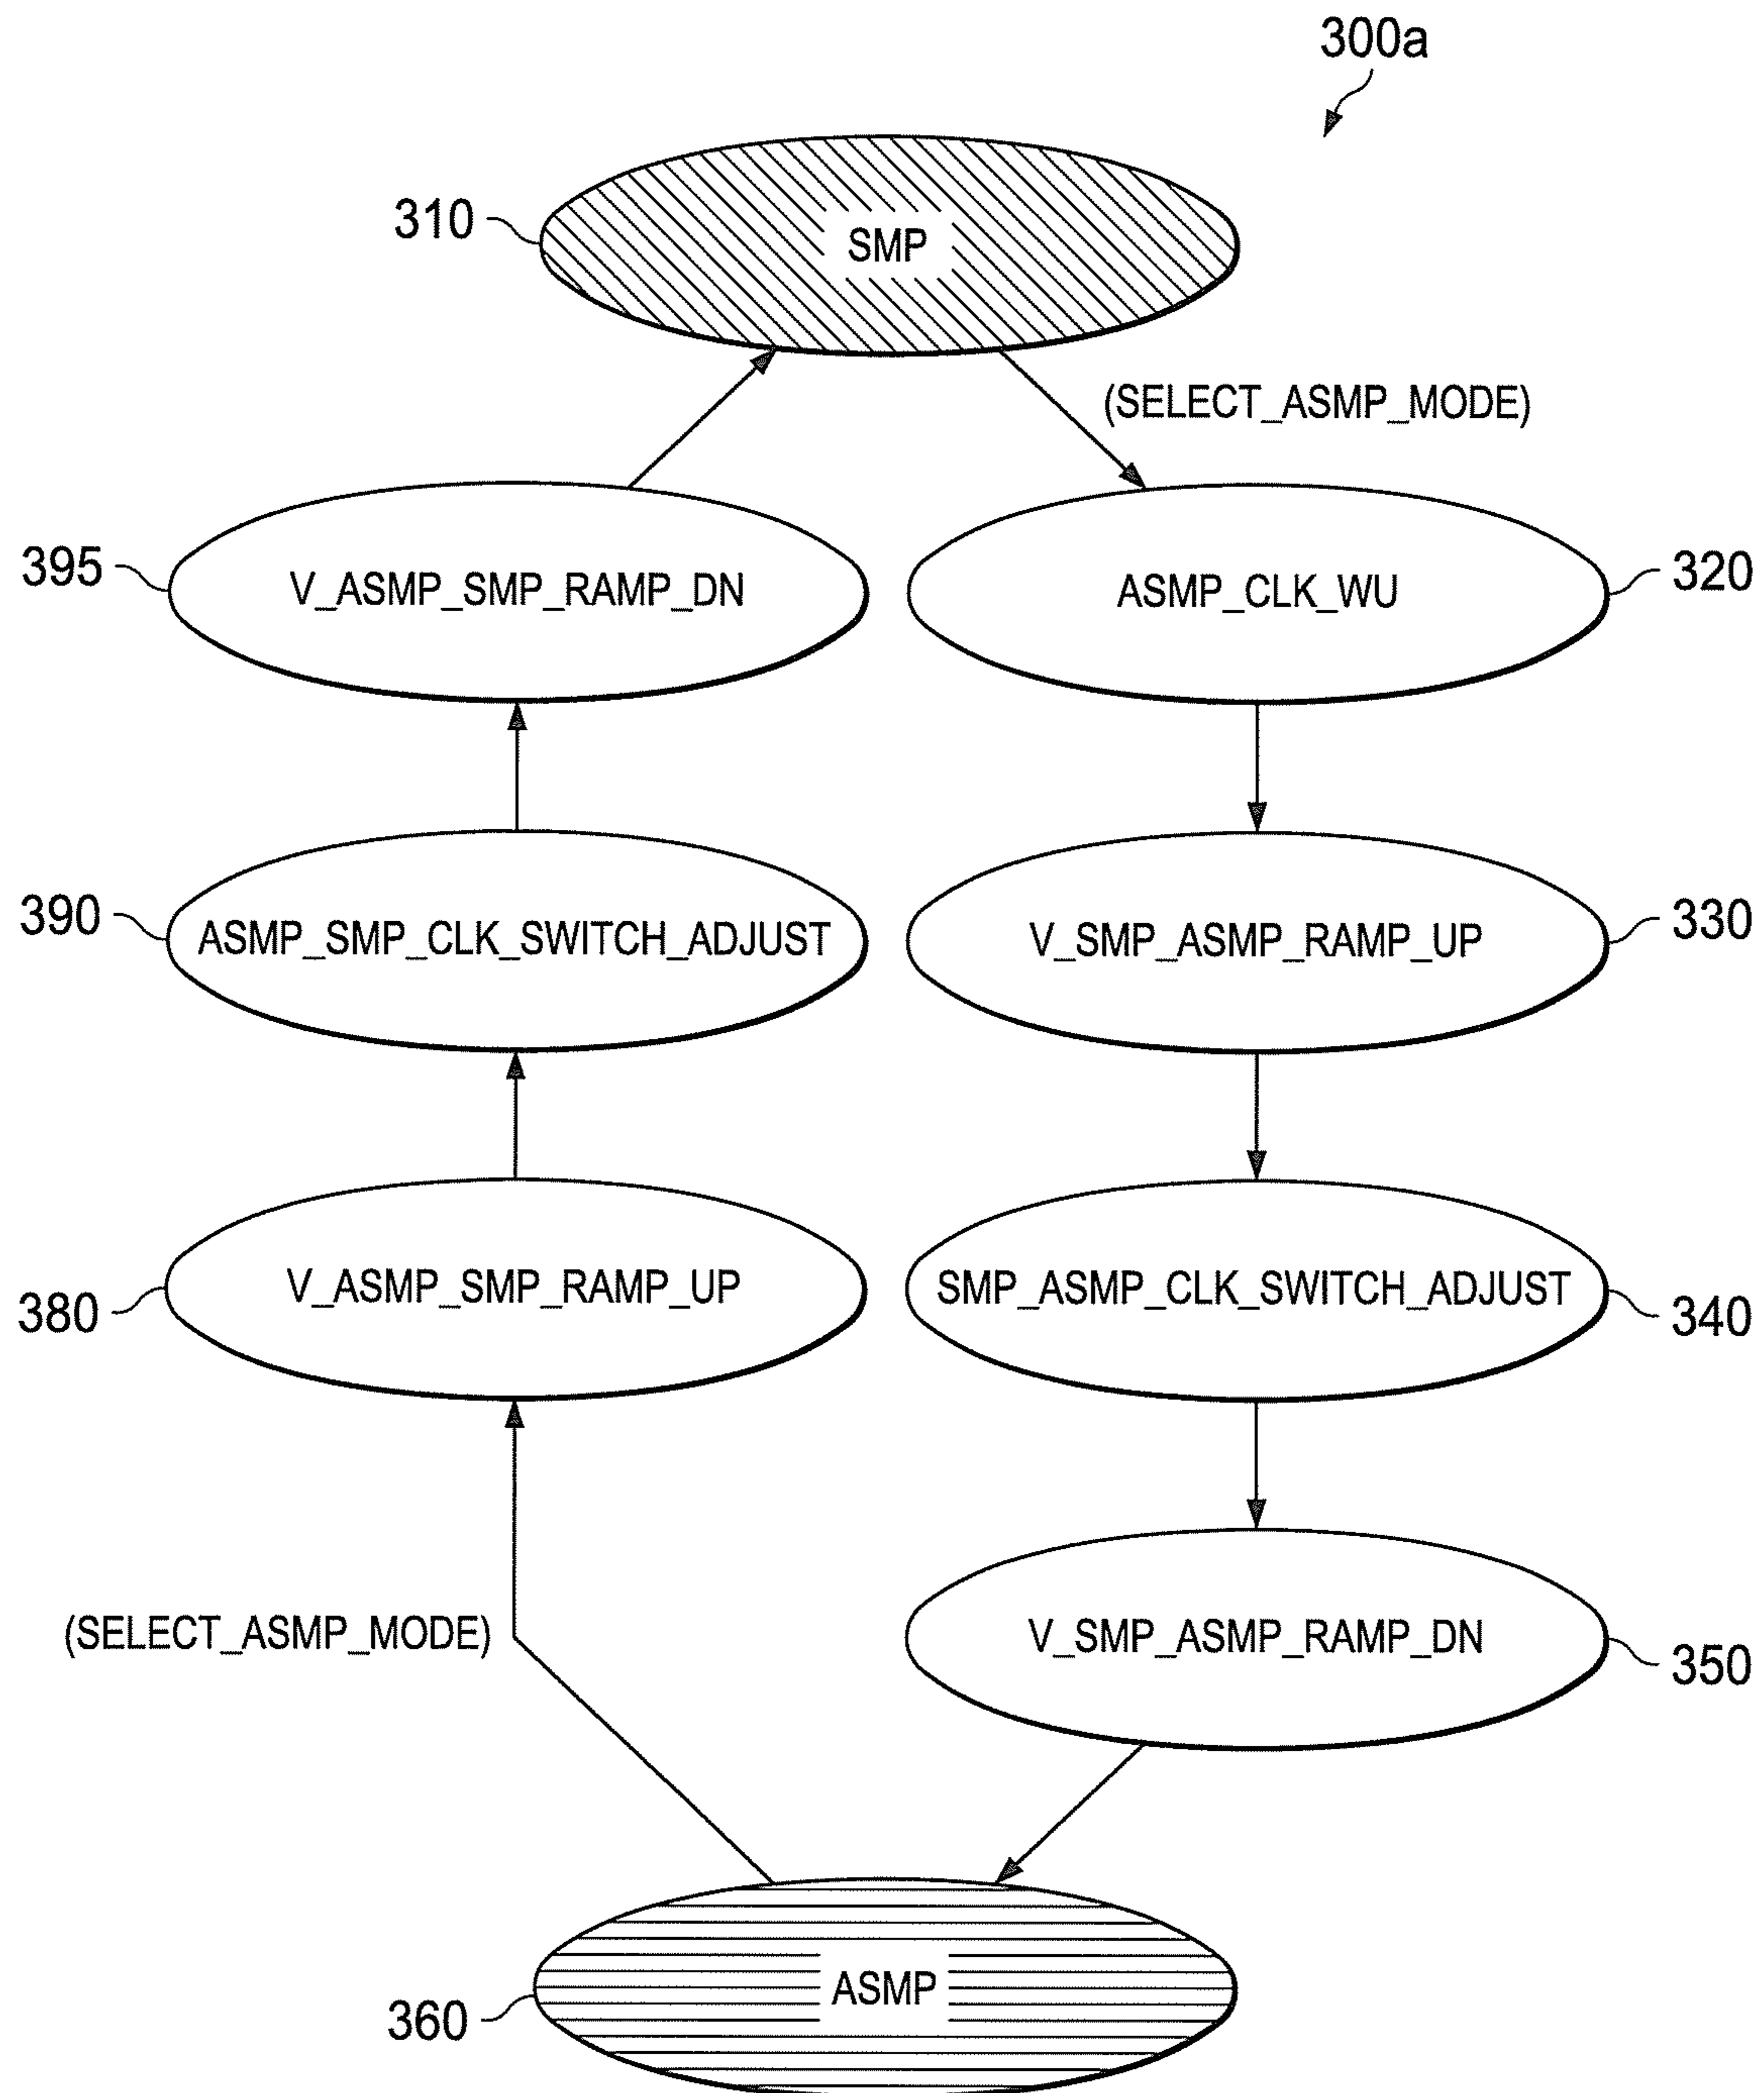 300a
310
SMP
(SELECT_ASMP_MODE)
395
V_ASMP_SMP_RAMP_DN
ASMP_CLK_WU
320
390
ASMP_SMP_CLK_SWITCH_ADJUST
V_SMP_ASMP_RAMP_UP
330
380
V_ASMP_SMP_RAMP_UP
SMP_ASMP_CLK_SWITCH_ADJUST
340
(SELECT_ASMP_MODE)
V_SMP_ASMP_RAMP_DN
350
360
ASMP